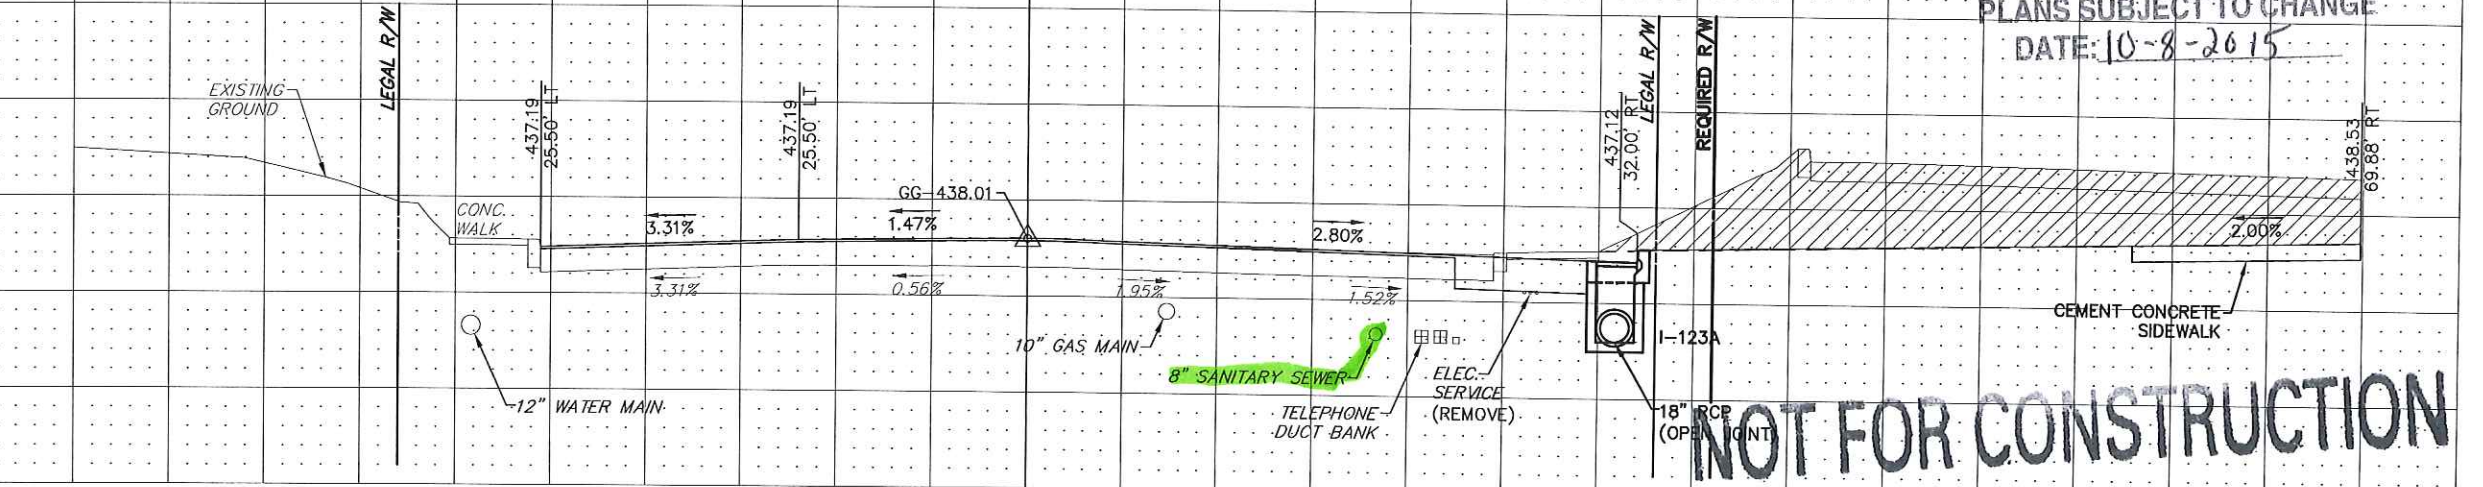 PLANS SUBJECT TO CHANGE
DATE: 10-8-2015
LEGAL R/W
EXISTING
GROUND
437.19
25.50' LT
437.19
25.50' LT
437.12
32.00' RT
LEGAL R/W
REQUIRED R/W
438.53
69.88' RT
CONC.
WALK
GG 438.01
3.31%
1.47%
2.80%
2.00%
3.31%
0.56%
1.95%
1.52%
10" GAS MAIN
I-123A
CEMENT CONCRETE
SIDEWALK
8" SANITARY SEWER
ELEC.
SERVICE
(REMOVE)
12" WATER MAIN
TELEPHONE
DUCT BANK
18" RCP
(OPEN JOINT)
NOT FOR CONSTRUCTION